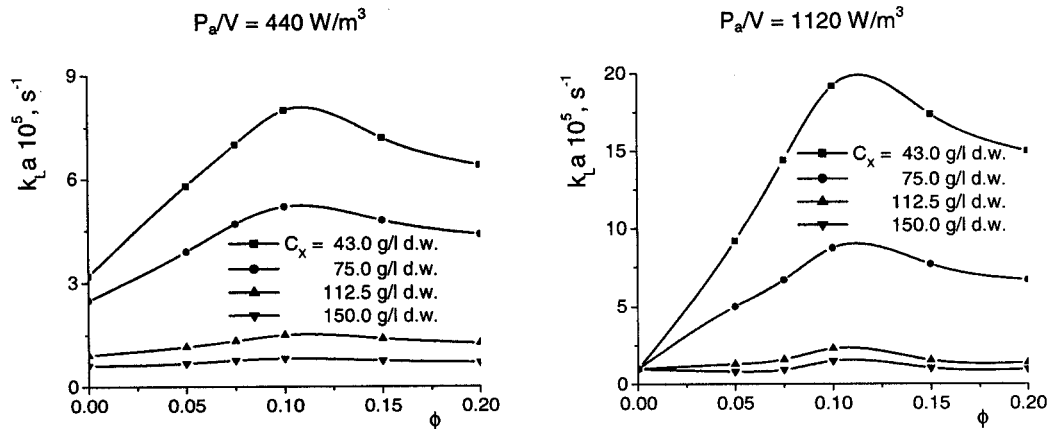 P_a/V = 440 W/m³
k_L a 10⁵, s⁻¹
9
6
3
0
C_X = 43.0 g/l d.w.
75.0 g/l d.w.
112.5 g/l d.w.
150.0 g/l d.w.
0.00 0.05 0.10 0.15 0.20
ϕ
P_a/V = 1120 W/m³
k_L a 10⁵, s⁻¹
20
15
10
5
0
C_X = 43.0 g/l d.w.
75.0 g/l d.w.
112.5 g/l d.w.
150.0 g/l d.w.
0.00 0.05 0.10 0.15 0.20
ϕ